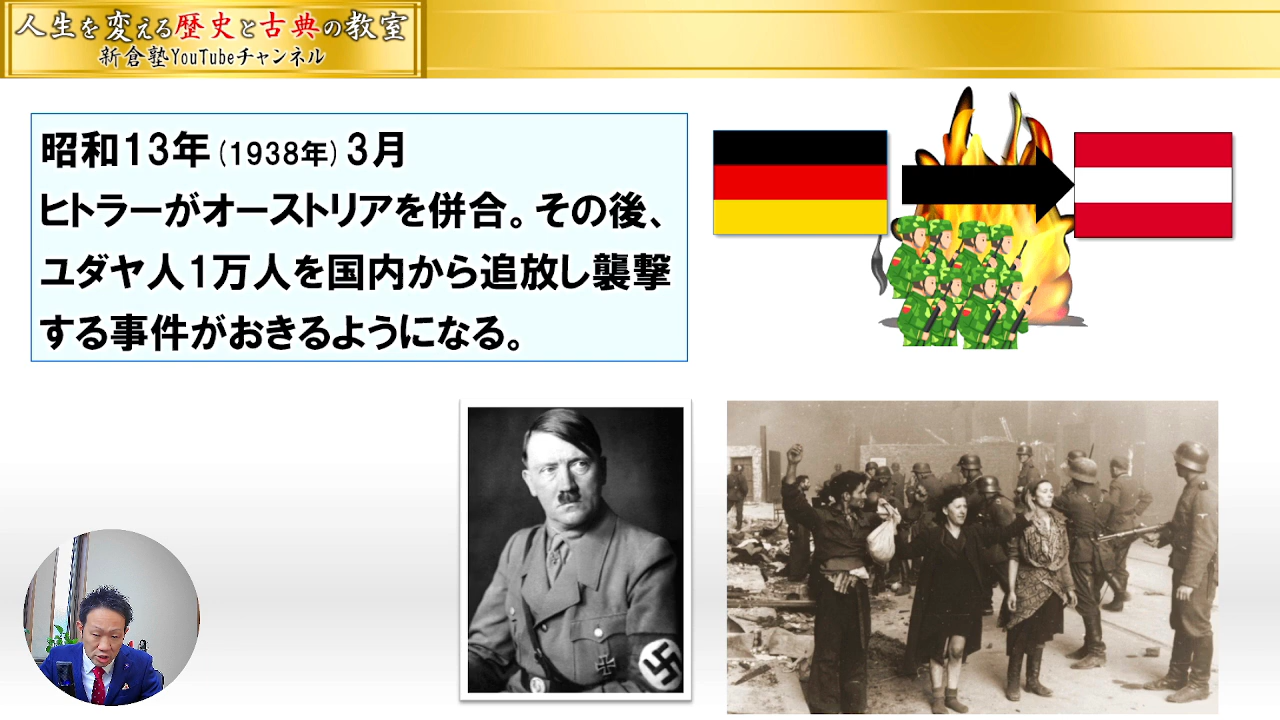 人生を変える歴史と古典の教室
新倉塾YouTubeチャンネル
昭和13年(1938年)3月
ヒトラーがオーストリアを併合。その後、
ユダヤ人1万人を国内から追放し襲撃
する事件がおきるようになる。